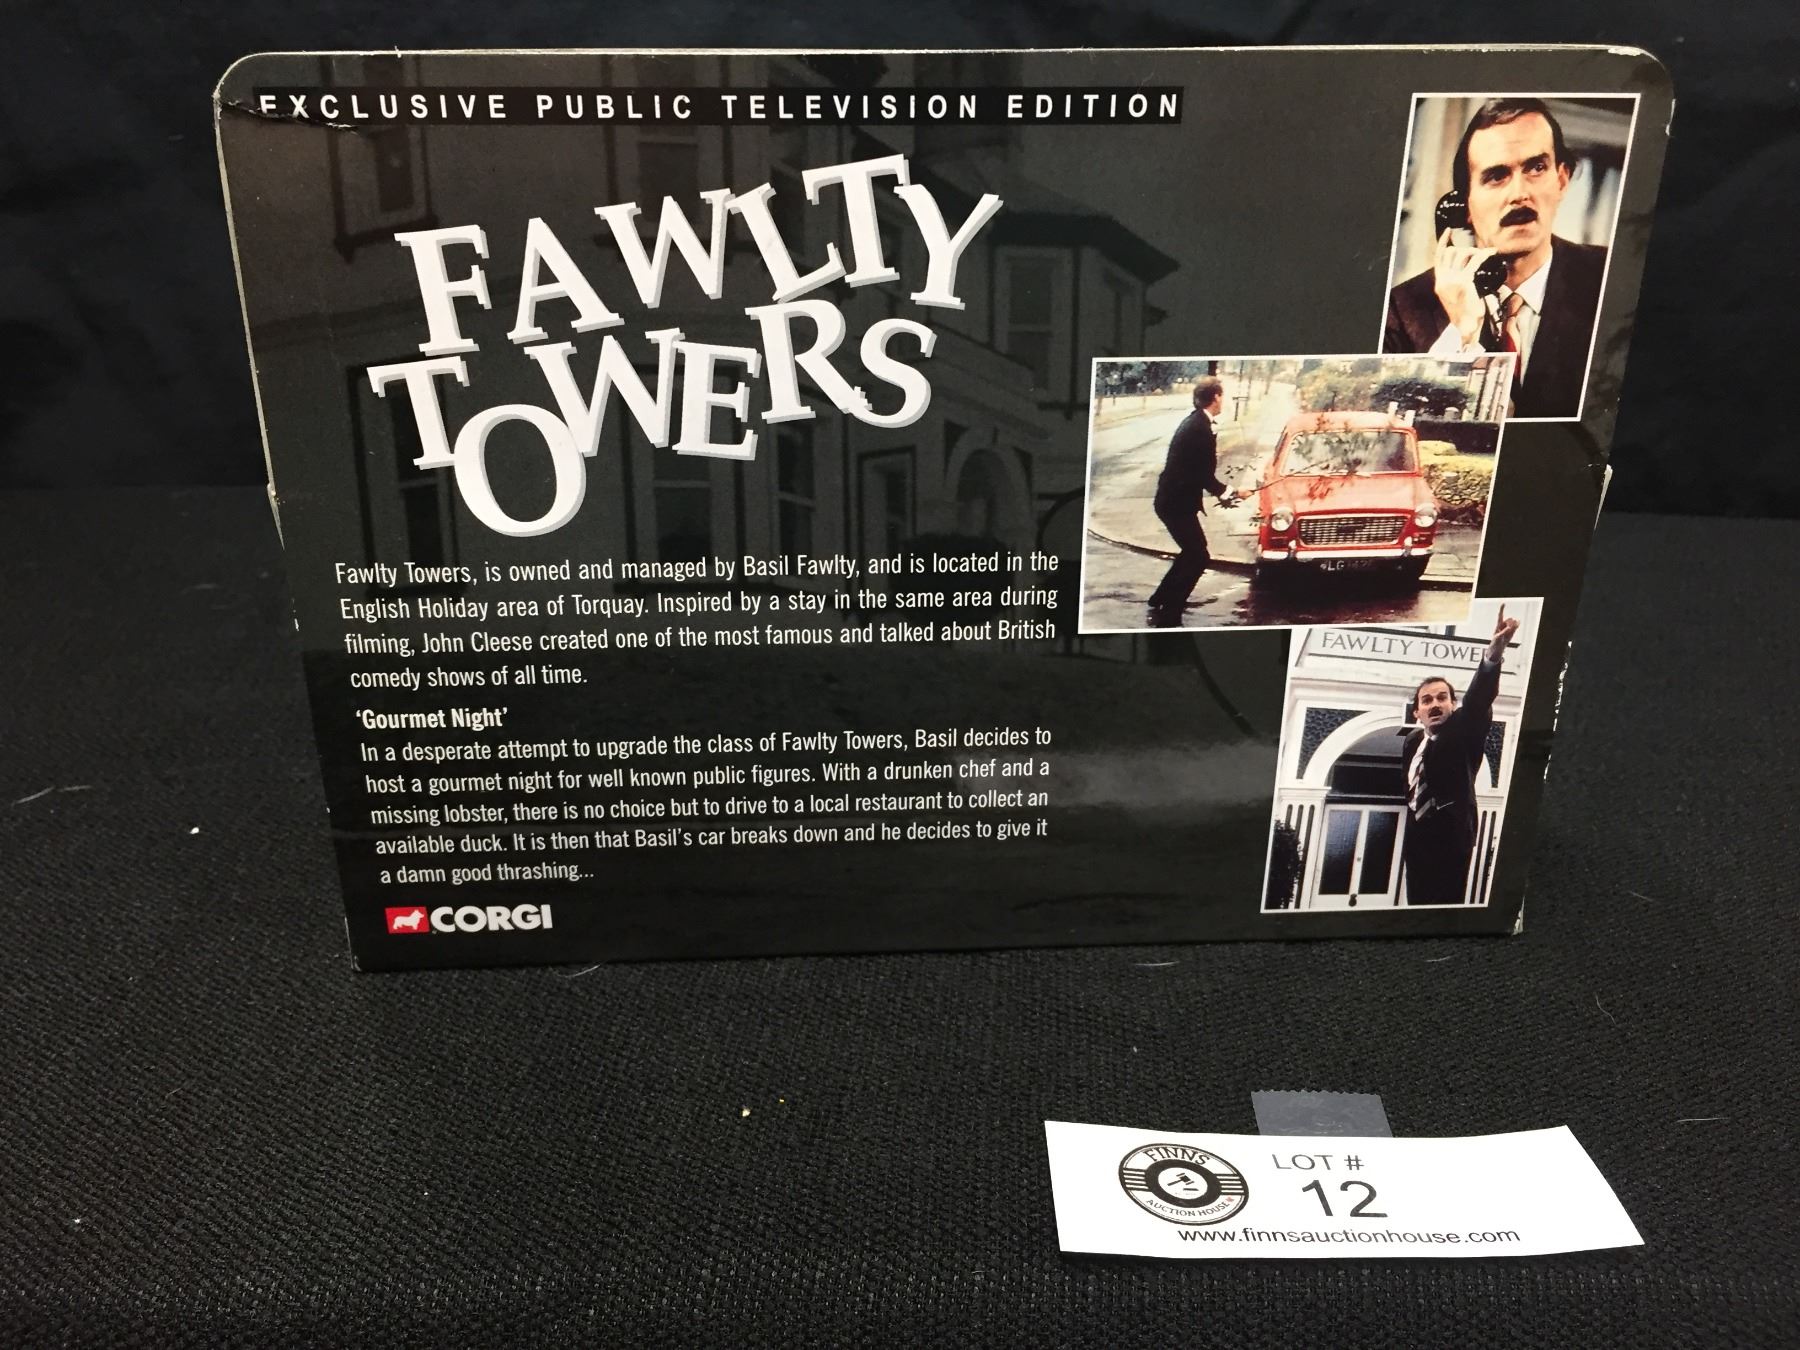 EXCLUSIVE PUBLIC TELEVISION EDITION
FAWLTY
TOWERS
Fawlty Towers, is owned and managed by Basil Fawlty, and is located in the
English Holiday area of Torquay. Inspired by a stay in the same area during
filming, John Cleese created one of the most famous and talked about British
comedy shows of all time.
‘Gourmet Night’
In a desperate attempt to upgrade the class of Fawlty Towers, Basil decides to
host a gourmet night for well known public figures. With a drunken chef and a
missing lobster, there is no choice but to drive to a local restaurant to collect an
available duck. It is then that Basil's car breaks down and he decides to give it
a damn good thrashing...
CORGI
FAWLTY TOWE
FINNS
AUCTION HOUSE
LOT #
12
www.finnsauctionhouse.com